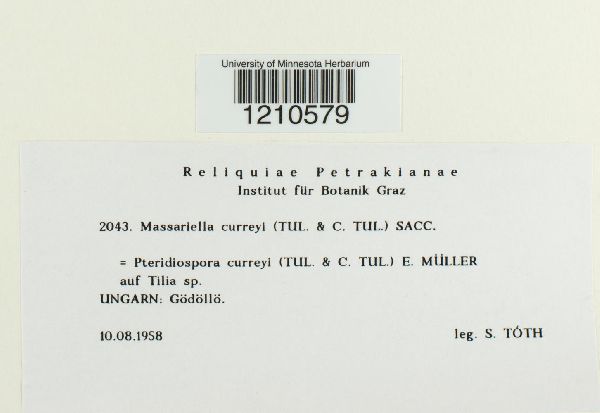 University of Minnesota Herbarium
1210579
Reliquiae Petrakianae
Institut für Botanik Graz
2043. Massariella curreyi (TUL. & C. TUL.) SACC.
= Pteridiospora curreyi (TUL. & C. TUL.) E. MÜLLER
auf Tilia sp.
UNGARN: Gödöllö.
10.08.1958 leg. S. TÓTH